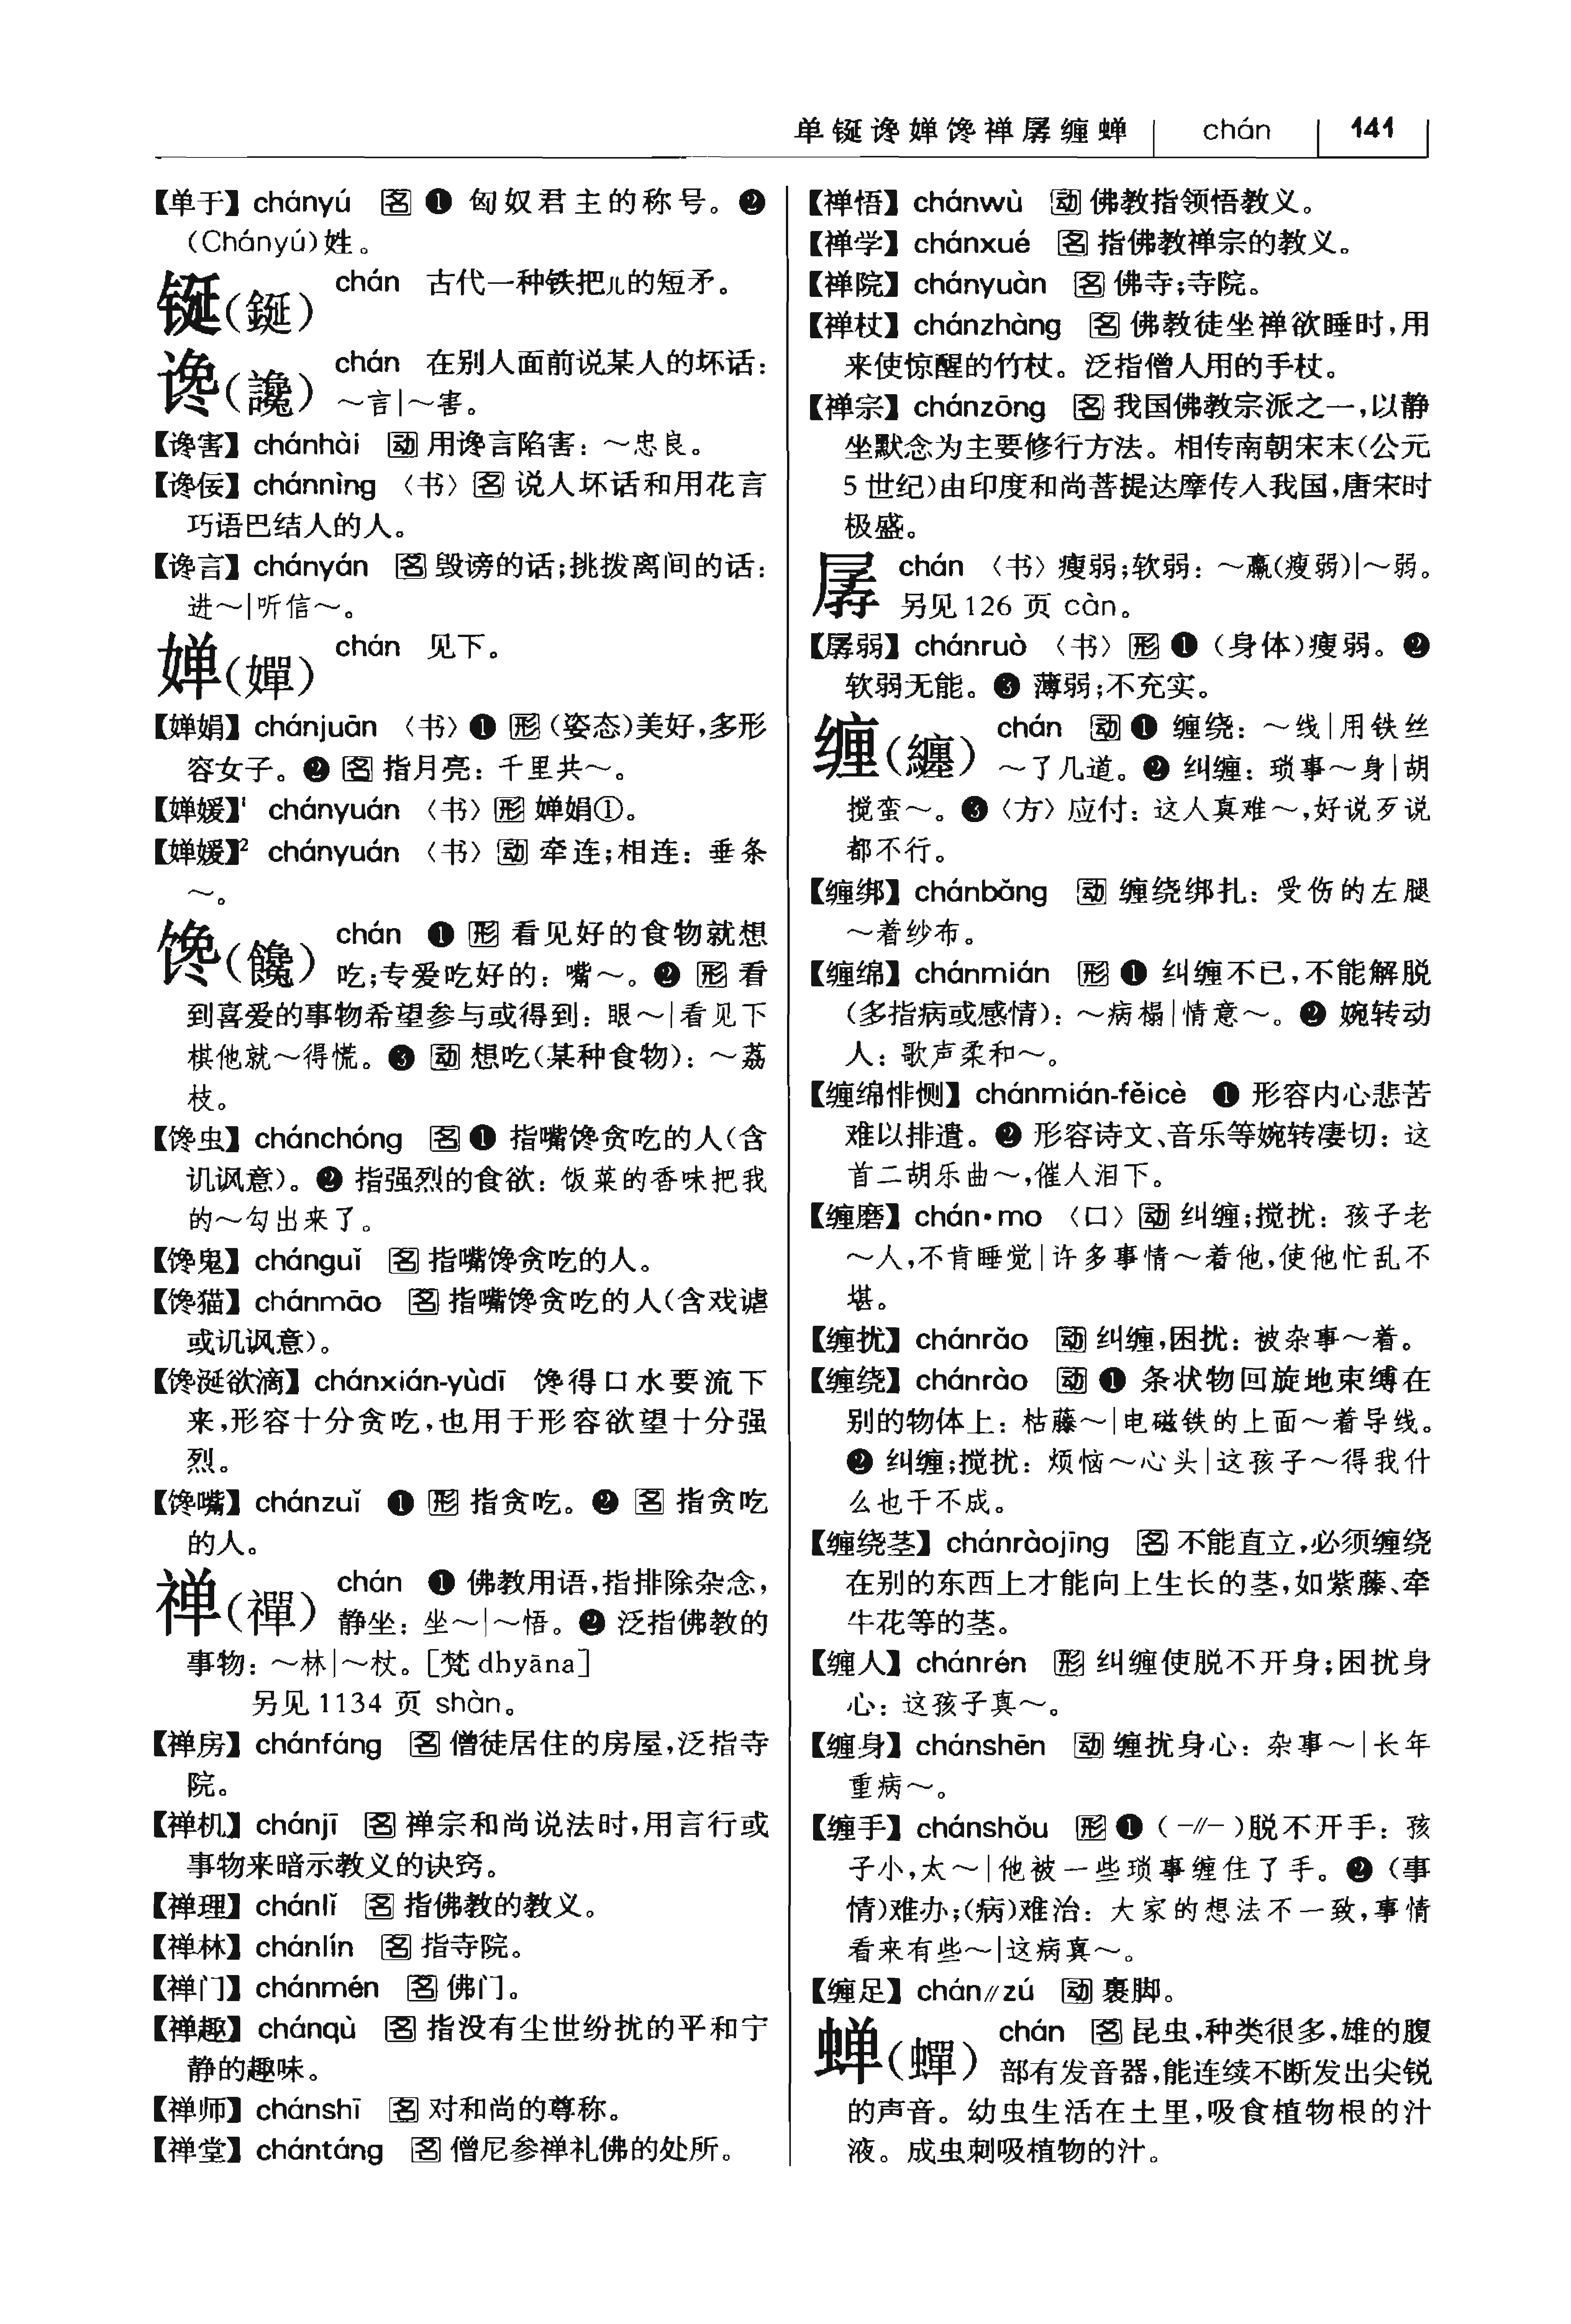 单铤谗婵馋禅孱缠蝉 | chán | 141
【单于】chányú 名 ❶ 匈奴君主的称号。❷
（Chányú）姓。
铤（鋋） chán 古代一种铁把儿的短矛。
谗（讒） chán 在别人面前说某人的坏话：
～言|～害。
【谗害】chánhài 动 用谗言陷害：～忠良。
【谗佞】chánnìng 〈书〉名 说人坏话和用花言
巧语巴结人的人。
【谗言】chányán 名 毁谤的话；挑拨离间的话：
进～|听信～。
婵（嬋） chán 见下。
【婵娟】chánjuān 〈书〉❶ 形（姿态）美好，多形
容女子。❷ 名 指月亮：千里共～。
【婵媛】¹ chányuán 〈书〉形 婵娟①。
【婵媛】² chányuán 〈书〉动 牵连；相连：垂条
～。
馋（饞） chán ❶ 形 看见好的食物就想
吃；专爱吃好的：嘴～。❷ 形 看
到喜爱的事物希望参与或得到：眼～|看见下
棋他就～得慌。❸ 动 想吃（某种食物）：～荔
枝。
【馋虫】chánchóng 名 ❶ 指嘴馋贪吃的人（含
讥讽意）。❷ 指强烈的食欲：饭菜的香味把我
的～勾出来了。
【馋鬼】chánguǐ 名 指嘴馋贪吃的人。
【馋猫】chánmāo 名 指嘴馋贪吃的人（含戏谑
或讥讽意）。
【馋涎欲滴】chánxián-yùdī 馋得口水要流下
来，形容十分贪吃，也用于形容欲望十分强
烈。
【馋嘴】chánzuǐ ❶ 形 指贪吃。❷ 名 指贪吃
的人。
禅（禪） chán ❶ 佛教用语，指排除杂念，
静坐：坐～|～悟。❷ 泛指佛教的
事物：～林|～杖。［梵 dhyāna］
另见 1134 页 shàn。
【禅房】chánfáng 名 僧徒居住的房屋，泛指寺
院。
【禅机】chánjī 名 禅宗和尚说法时，用言行或
事物来暗示教义的诀窍。
【禅理】chánlǐ 名 指佛教的教义。
【禅林】chánlín 名 指寺院。
【禅门】chánmén 名 佛门。
【禅趣】chánqù 名 指没有尘世纷扰的平和宁
静的趣味。
【禅师】chánshī 名 对和尚的尊称。
【禅堂】chántáng 名 僧尼参禅礼佛的处所。
【禅悟】chánwù 动 佛教指领悟教义。
【禅学】chánxué 名 指佛教禅宗的教义。
【禅院】chányuàn 名 佛寺；寺院。
【禅杖】chánzhàng 名 佛教徒坐禅欲睡时，用
来使惊醒的竹杖。泛指僧人用的手杖。
【禅宗】chánzōng 名 我国佛教宗派之一，以静
坐默念为主要修行方法。相传南朝宋末（公元
5 世纪）由印度和尚菩提达摩传入我国，唐宋时
极盛。
孱 chán 〈书〉瘦弱；软弱：～羸（瘦弱）|～弱。
另见 126 页 càn。
【孱弱】chánruò 〈书〉形 ❶（身体）瘦弱。❷
软弱无能。❸ 薄弱；不充实。
缠（纏） chán 动 ❶ 缠绕：～线|用铁丝
～了几道。❷ 纠缠：琐事～身|胡
搅蛮～。❸〈方〉应付：这人真难～，好说歹说
都不行。
【缠绑】chánbǎng 动 缠绕绑扎：受伤的左腿
～着纱布。
【缠绵】chánmián 形 ❶ 纠缠不已，不能解脱
（多指病或感情）：～病榻|情意～。❷ 婉转动
人：歌声柔和～。
【缠绵悱恻】chánmián-fěicè ❶ 形容内心悲苦
难以排遣。❷ 形容诗文、音乐等婉转凄切：这
首二胡乐曲～，催人泪下。
【缠磨】chán·mo 〈口〉动 纠缠；搅扰：孩子老
～人，不肯睡觉|许多事情～着他，使他忙乱不
堪。
【缠扰】chánrǎo 动 纠缠，困扰：被杂事～着。
【缠绕】chánrào 动 ❶ 条状物回旋地束缚在
别的物体上：枯藤～|电磁铁的上面～着导线。
❷ 纠缠；搅扰：烦恼～心头|这孩子～得我什
么也干不成。
【缠绕茎】chánràojīng 名 不能直立，必须缠绕
在别的东西上才能向上生长的茎，如紫藤、牵
牛花等的茎。
【缠人】chánrén 形 纠缠使脱不开身；困扰身
心：这孩子真～。
【缠身】chánshēn 动 缠扰身心：杂事～|长年
重病～。
【缠手】chánshǒu 形 ❶（-//-）脱不开手：孩
子小，太～|他被一些琐事缠住了手。❷（事
情）难办；（病）难治：大家的想法不一致，事情
看来有些～|这病真～。
【缠足】chán//zú 动 裹脚。
蝉（蟬） chán 名 昆虫，种类很多，雄的腹
部有发音器，能连续不断发出尖锐
的声音。幼虫生活在土里，吸食植物根的汁
液。成虫刺吸植物的汁。